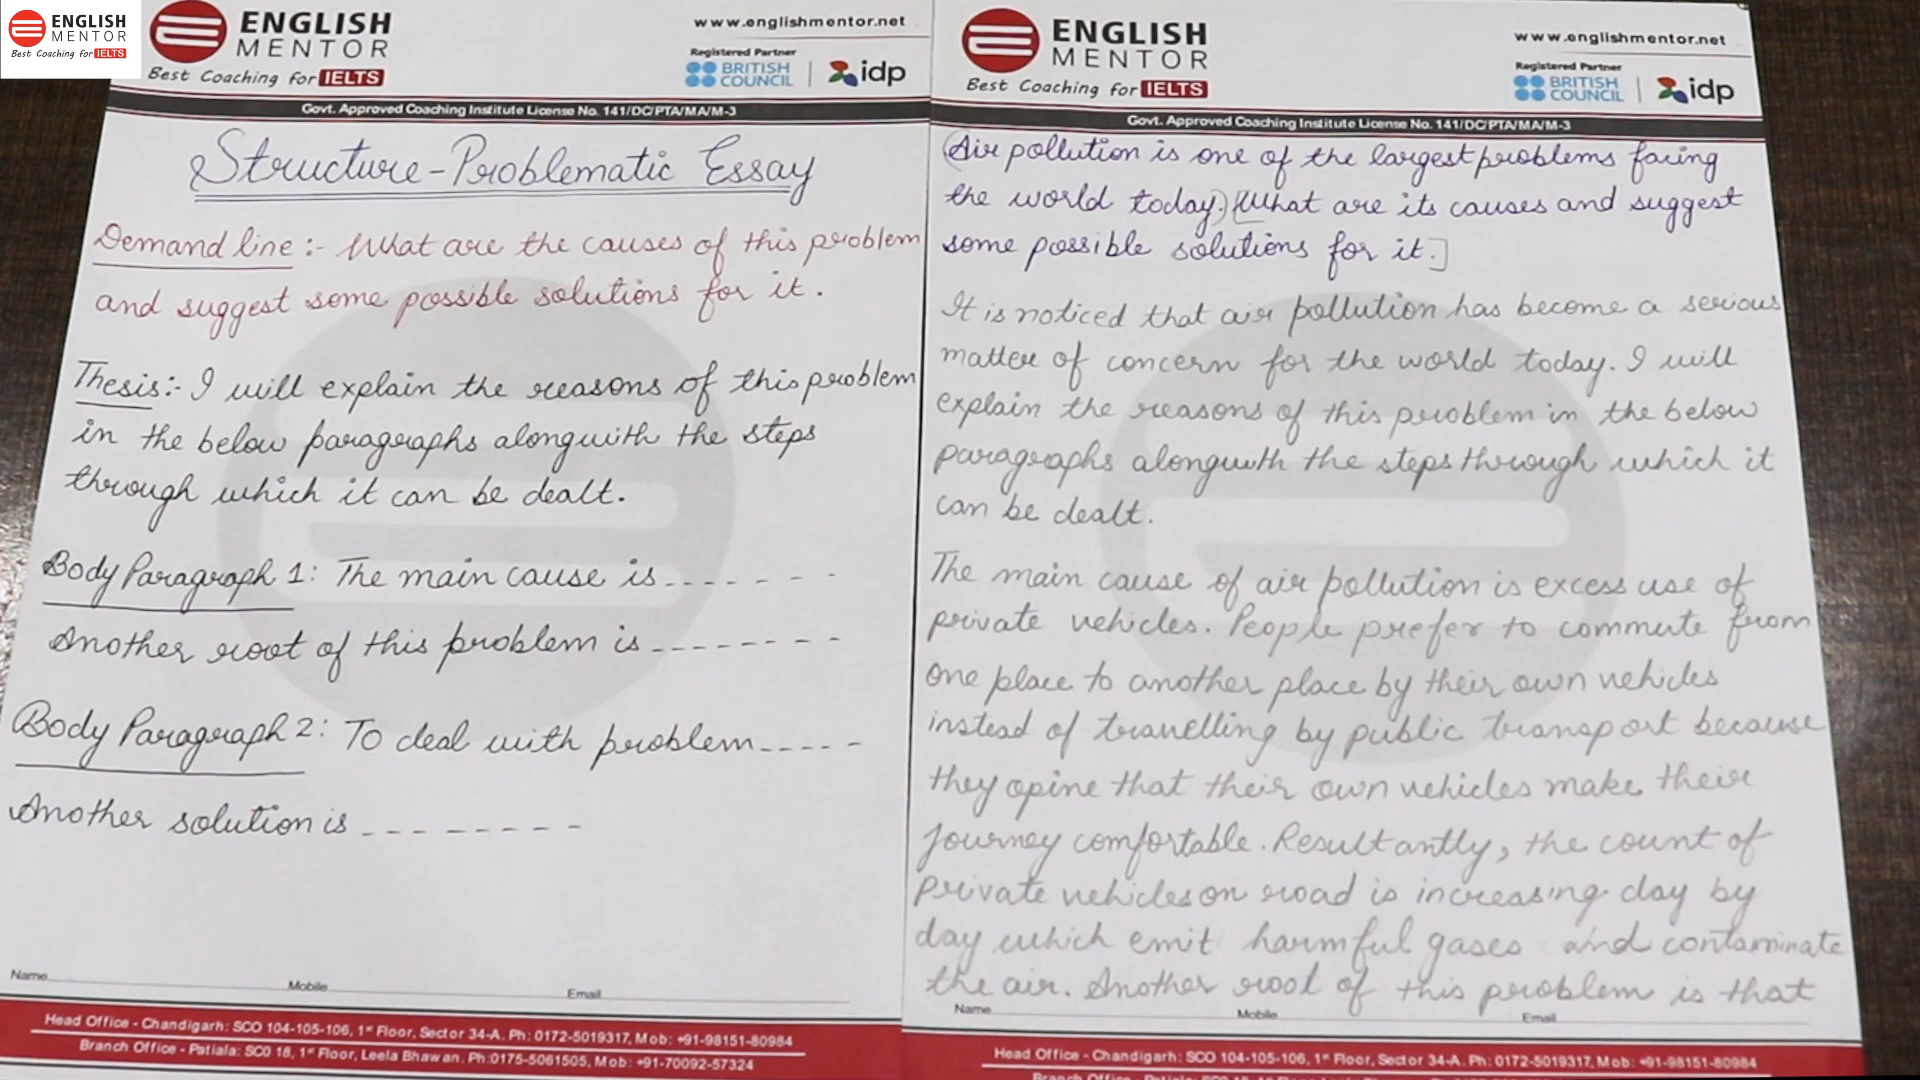 ENGLISH
MENTOR
Best Coaching for IELTS
ENGLISH
MENTOR
Best Coaching for IELTS
www.englishmentor.net
Registered Partner
BRITISH
COUNCIL
idp
Govt. Approved Coaching Institute License No. 141/DC/PTA/MA/M-3
Structure-Problematic Essay
Demand line :- What are the causes of this problem
and suggest some possible solutions for it.
Thesis:- I will explain the reasons of this problem
in the below paragraphs alongwith the steps
through which it can be dealt.
Body Paragraph 1: The main cause is - - - - - - -
Another root of this problem is - - - - - - - -
Body Paragraph 2: To deal with problem - - - - -
Another solution is - - - - - - - -
Name
Mobile
Email
Head Office - Chandigarh: SCO 104-105-106, 1st Floor, Sector 34-A. Ph: 0172-5019317, Mob: +91-98151-80984
Branch Office - Patiala: SCO 18, 1st Floor, Leela Bhawan. Ph:0175-5061505, Mob: +91-70092-57324
ENGLISH
MENTOR
Best Coaching for IELTS
www.englishmentor.net
Registered Partner
BRITISH
COUNCIL
idp
Govt. Approved Coaching Institute License No. 141/DC/PTA/MA/M-3
(Air pollution is one of the largest problems facing
the world today.) [What are its causes and suggest
some possible solutions for it.]
It is noticed that air pollution has become a serious
matter of concern for the world today. I will
explain the reasons of this problem in the below
paragraphs alongwith the steps through which it
can be dealt.
The main cause of air pollution is excess use of
private vehicles. People prefer to commute from
one place to another place by their own vehicles
instead of travelling by public transport because
they opine that their own vehicles make their
journey comfortable. Resultantly, the count of
private vehicles on road is increasing day by
day which emit harmful gases and contaminate
the air. Another root of this problem is that
Name
Mobile
Email
Head Office - Chandigarh: SCO 104-105-106, 1st Floor, Sector 34-A. Ph: 0172-5019317, Mob: +91-98151-80984